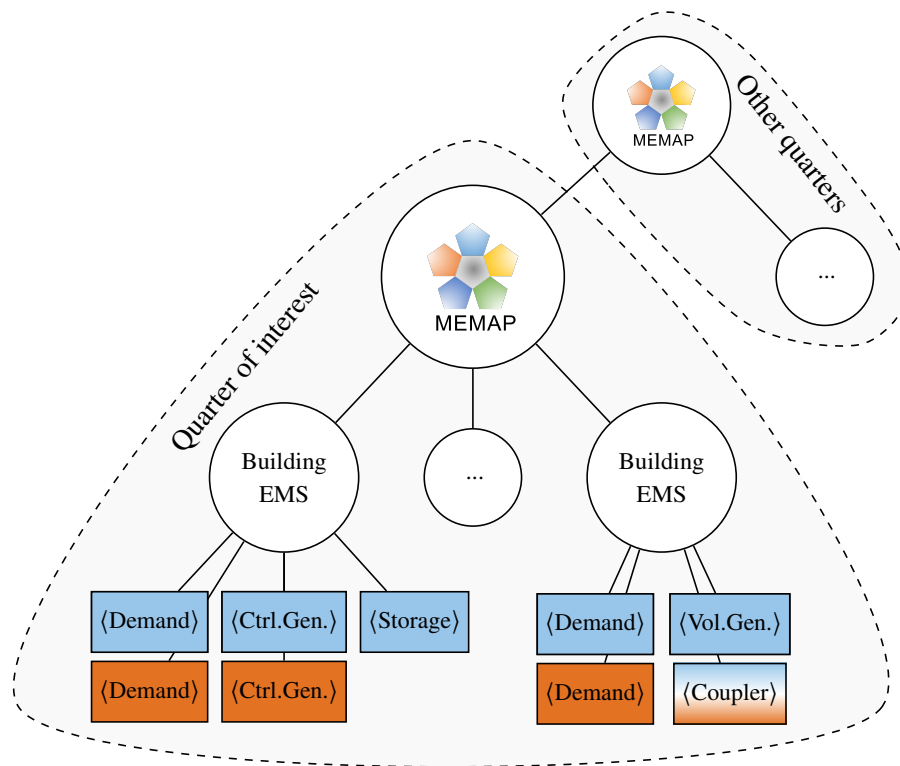 MEMAP
Other quarters
...
MEMAP
Quarter of interest
Building
EMS
...
Building
EMS
⟨Demand⟩
⟨Ctrl.Gen.⟩
⟨Storage⟩
⟨Demand⟩
⟨Vol.Gen.⟩
⟨Demand⟩
⟨Ctrl.Gen.⟩
⟨Demand⟩
⟨Coupler⟩